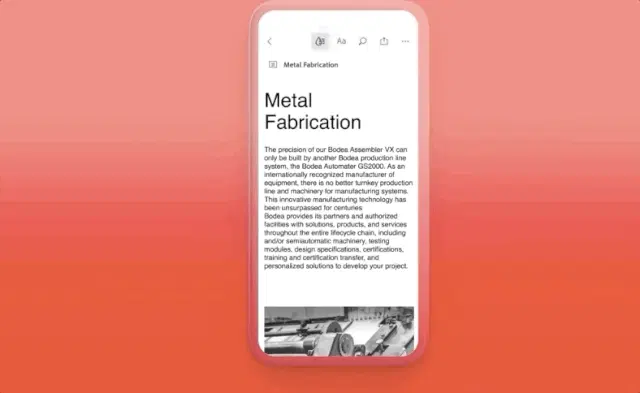 Aa
Metal Fabrication
Metal
Fabrication
The precision of our Bodea Assembler VX can
only be built by another Bodea production line
system, the Bodea Automater GS2000. As an
internationally recognized manufacturer of
equipment, there is no better turnkey production
line and machinery for manufacturing systems.
This innovative manufacturing technology has
been unsurpassed for centuries
Bodea provides its partners and authorized
facilities with solutions, products, and services
throughout the entire lifecycle chain, including
and/or semiautomatic machinery, testing
modules, design specifications, certifications,
training and certification transfer, and
personalized solutions to develop your project.